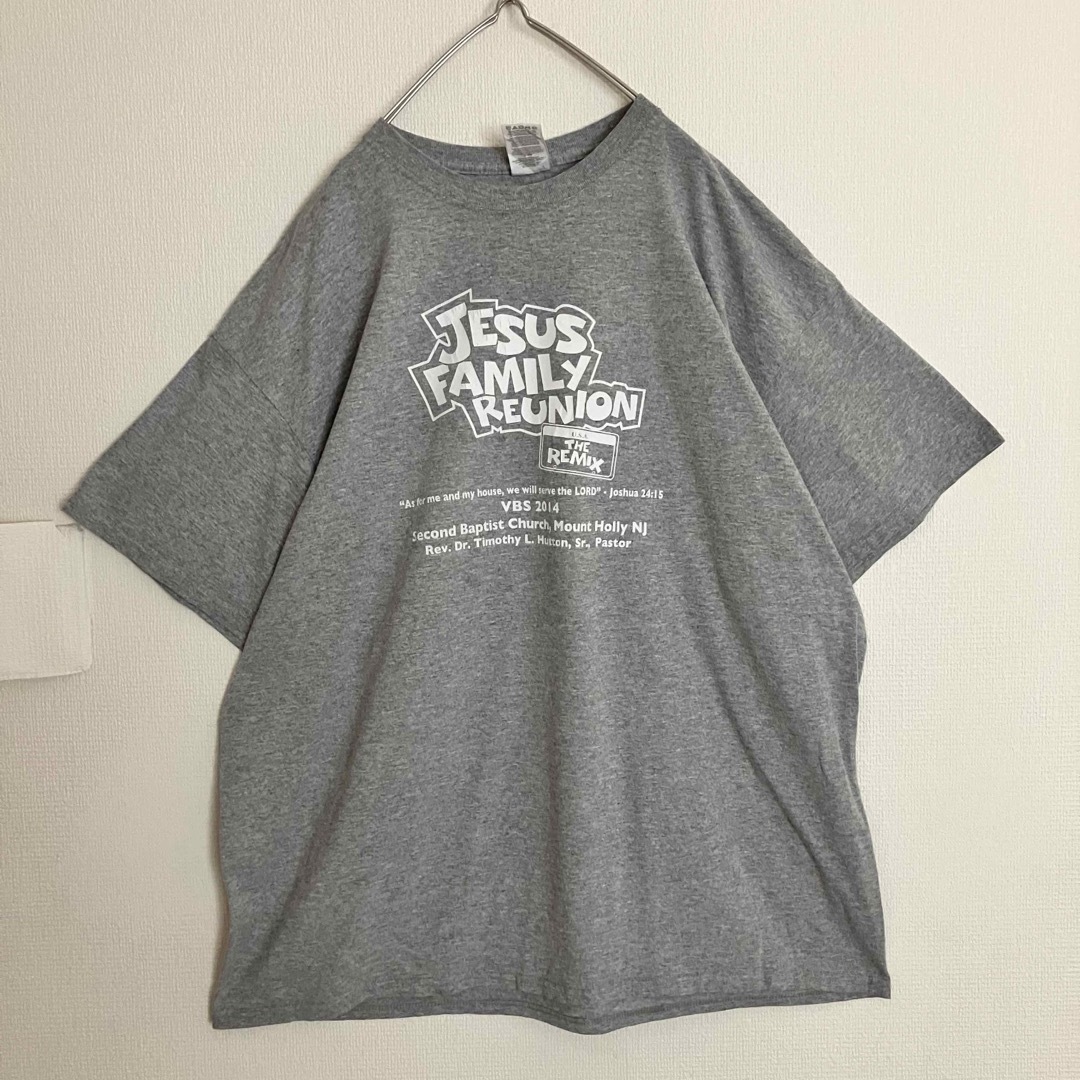 JESUS
FAMILY
REUNION
U.S.A.
THE
REMIX
"As for me and my house, we will serve the LORD" - Joshua 24:15
VBS 2014
Second Baptist Church, Mount Holly NJ
Rev. Dr. Timothy L. Hutton, Sr., Pastor